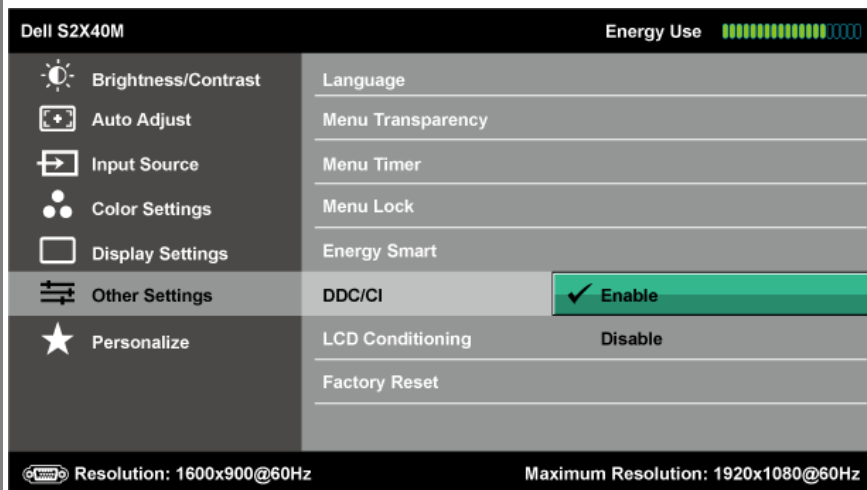 Dell S2X40M
Energy Use
Brightness/Contrast
Auto Adjust
Input Source
Color Settings
Display Settings
Other Settings
Personalize
Language
Menu Transparency
Menu Timer
Menu Lock
Energy Smart
DDC/CI
Enable
LCD Conditioning
Disable
Factory Reset
Resolution: 1600x900@60Hz
Maximum Resolution: 1920x1080@60Hz